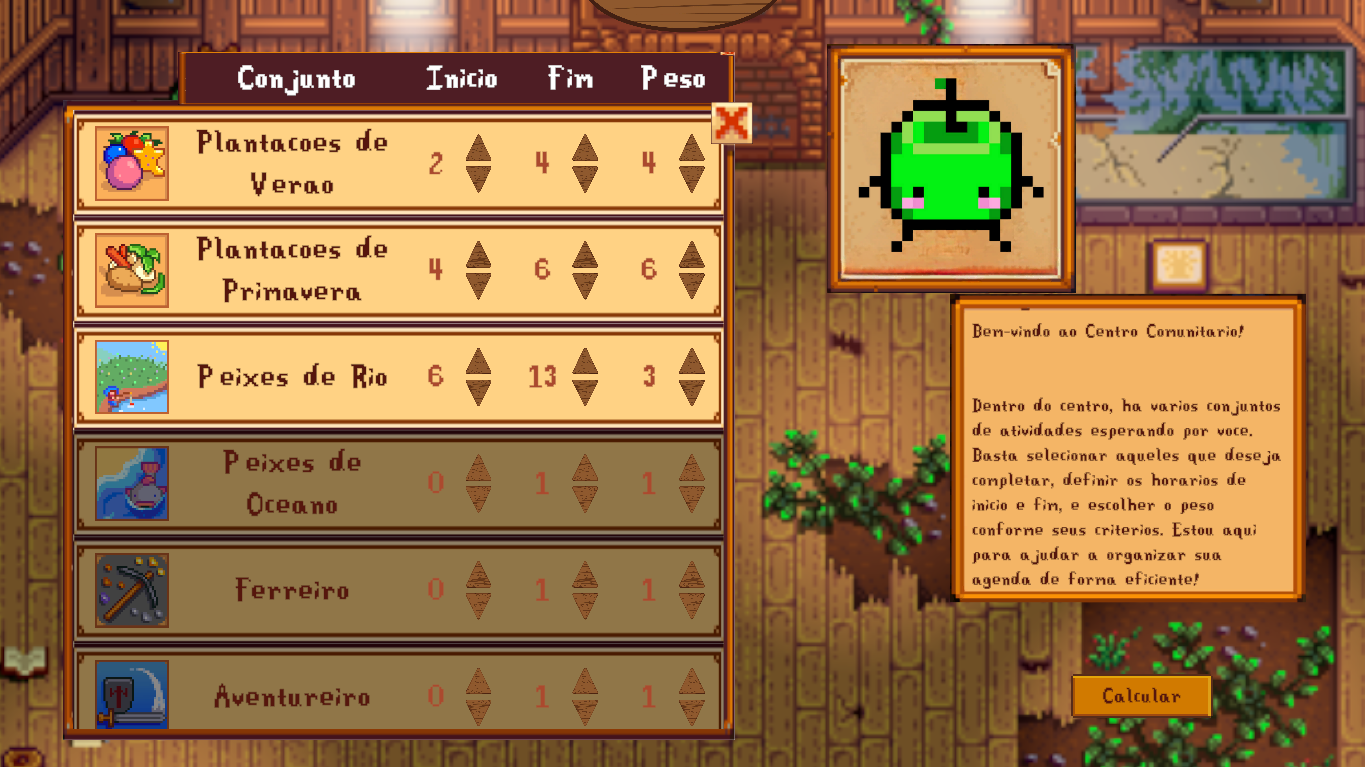 Conjunto Inicio Fim Peso
Plantacoes de
Verao
2 4 4
Plantacoes de
Primavera
4 6 6
Peixes de Rio 6 13 3
Peixes de
Oceano
0 1 1
Ferreiro 0 1 1
Aventureiro 0 1 1
Bem-vindo ao Centro Comunitario!
Dentro do centro, ha varios conjuntos
de atividades esperando por voce.
Basta selecionar aqueles que deseja
completar, definir os horarios de
inicio e fim, e escolher o peso
conforme seus criterios. Estou aqui
para ajudar a organizar sua
agenda de forma eficiente!
Calcular